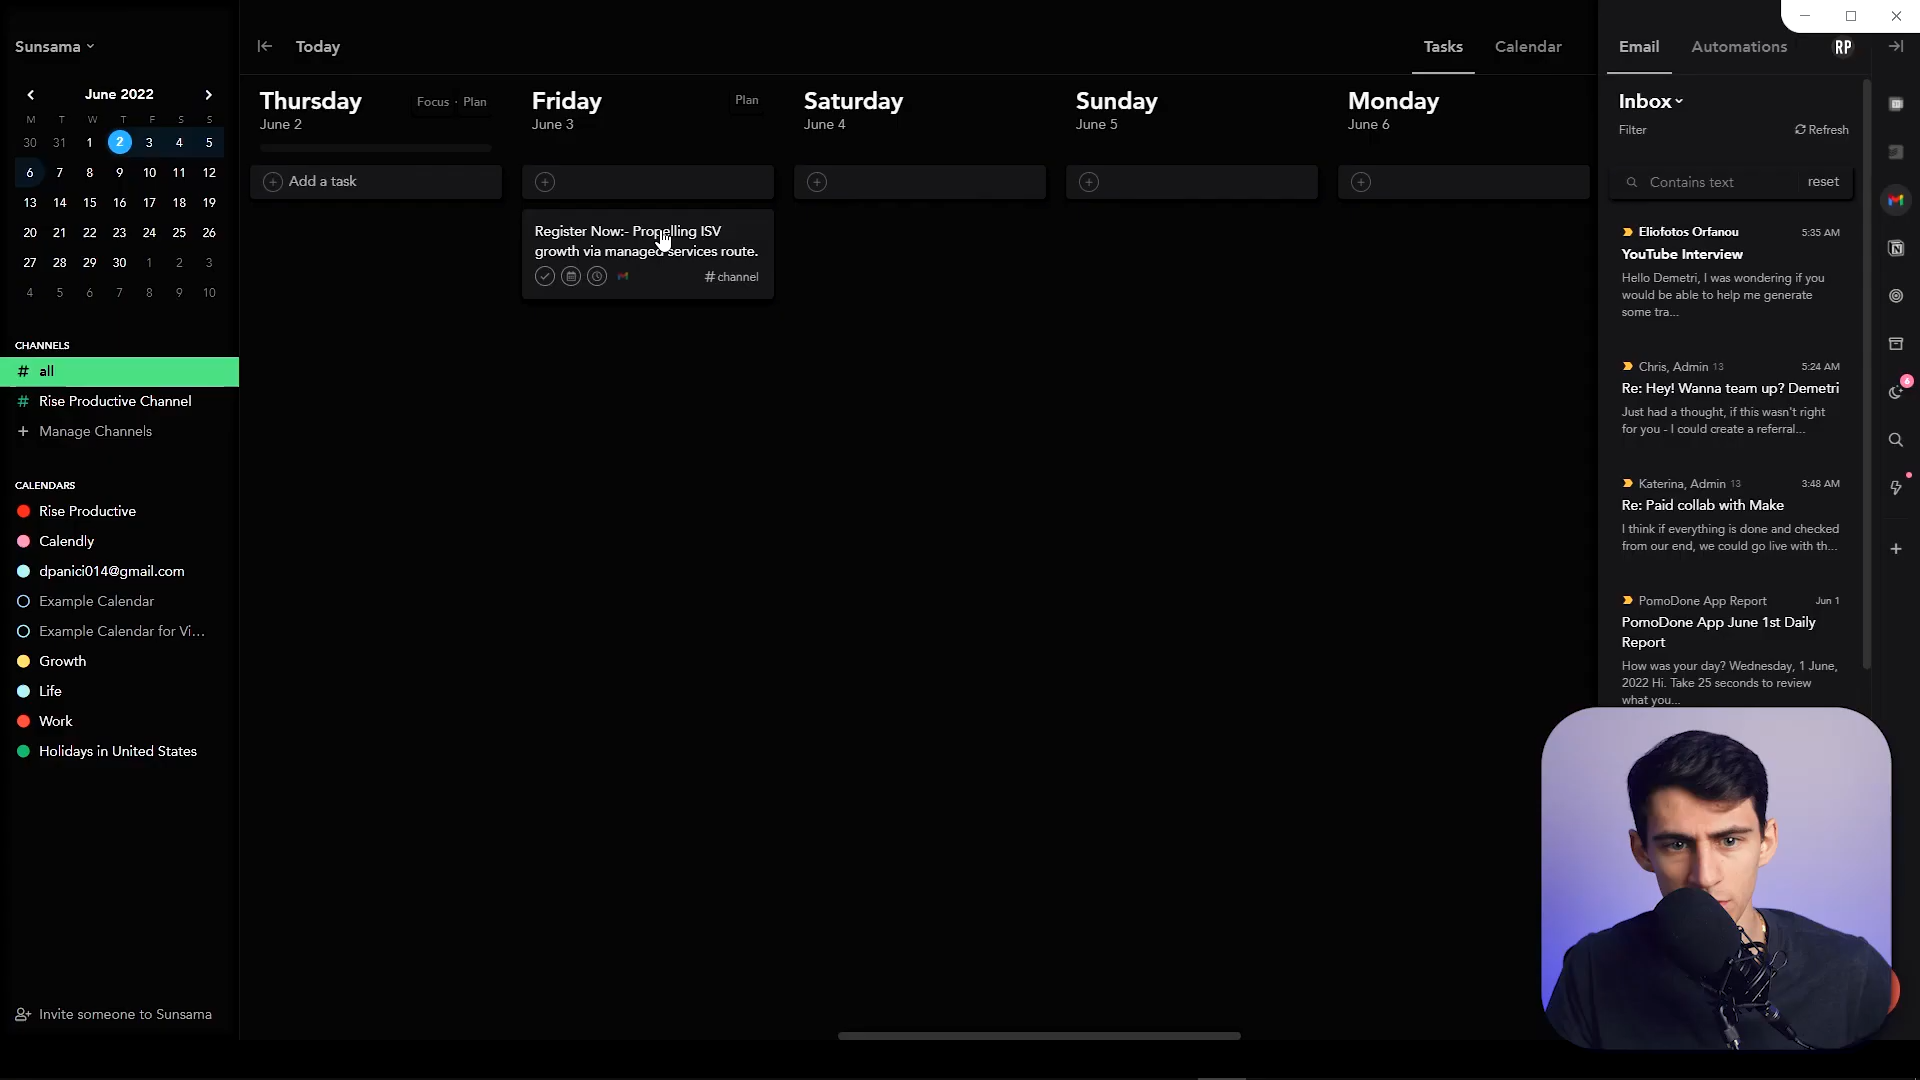 Sunsama
June 2022
M T W T F S S
30 31 1 2 3 4 5
6 7 8 9 10 11 12
13 14 15 16 17 18 19
20 21 22 23 24 25 26
27 28 29 30 1 2 3
4 5 6 7 8 9 10
CHANNELS
# all
# Rise Productive Channel
+ Manage Channels
CALENDARS
Rise Productive
Calendly
dpanici014@gmail.com
Example Calendar
Example Calendar for Vi...
Growth
Life
Work
Holidays in United States
Invite someone to Sunsama
Today
Tasks Calendar
Thursday Focus · Plan
June 2
Add a task
Friday Plan
June 3
Register Now:- Propelling ISV
growth via managed services route.
# channel
Saturday
June 4
Sunday
June 5
Monday
June 6
Email Automations RP
Inbox
Filter Refresh
Contains text reset
Eliofotos Orfanou 5:35 AM
YouTube Interview
Hello Demetri, I was wondering if you
would be able to help me generate
some tra...
Chris, Admin 13 5:24 AM
Re: Hey! Wanna team up? Demetri
Just had a thought, if this wasn't right
for you - I could create a referral...
Katerina, Admin 13 3:48 AM
Re: Paid collab with Make
I think if everything is done and checked
from our end, we could go live with th...
PomoDone App Report Jun 1
PomoDone App June 1st Daily
Report
How was your day? Wednesday, 1 June,
2022 Hi. Take 25 seconds to review
what you...
6